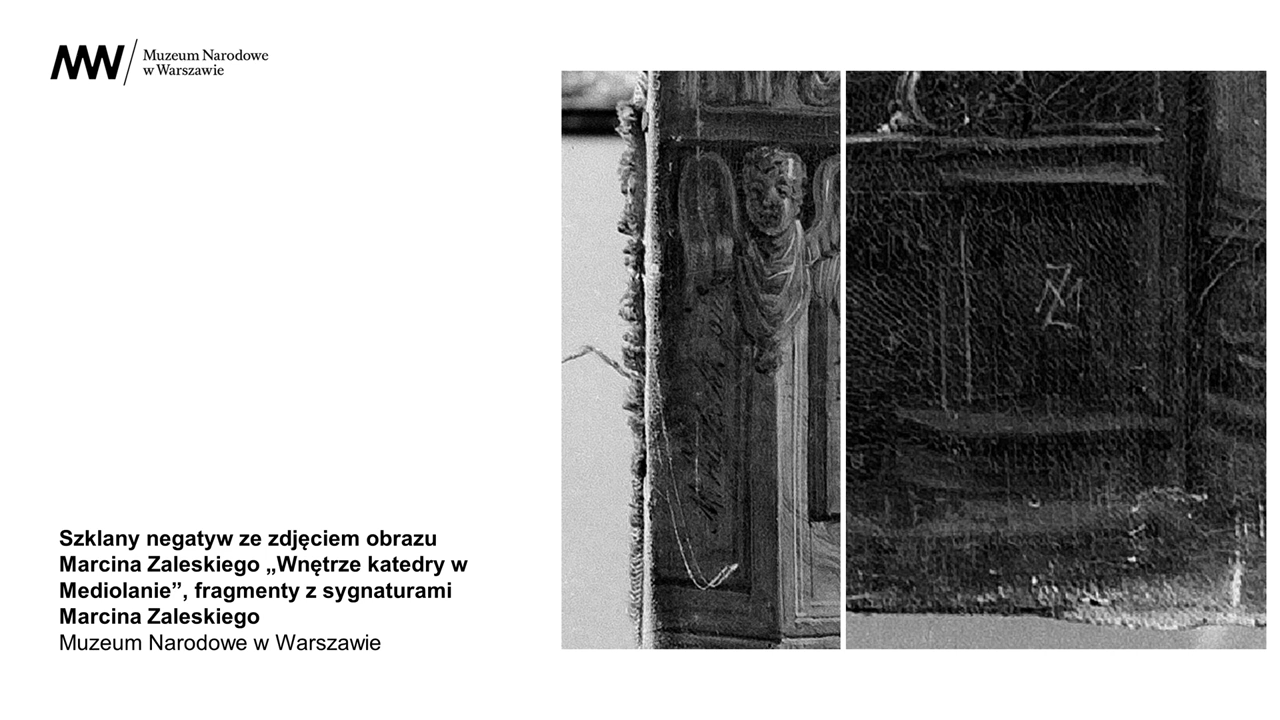 Muzeum Narodowe
w Warszawie
Szklany negatyw ze zdjęciem obrazu
Marcina Zaleskiego „Wnętrze katedry w
Mediolanie”, fragmenty z sygnaturami
Marcina Zaleskiego
Muzeum Narodowe w Warszawie